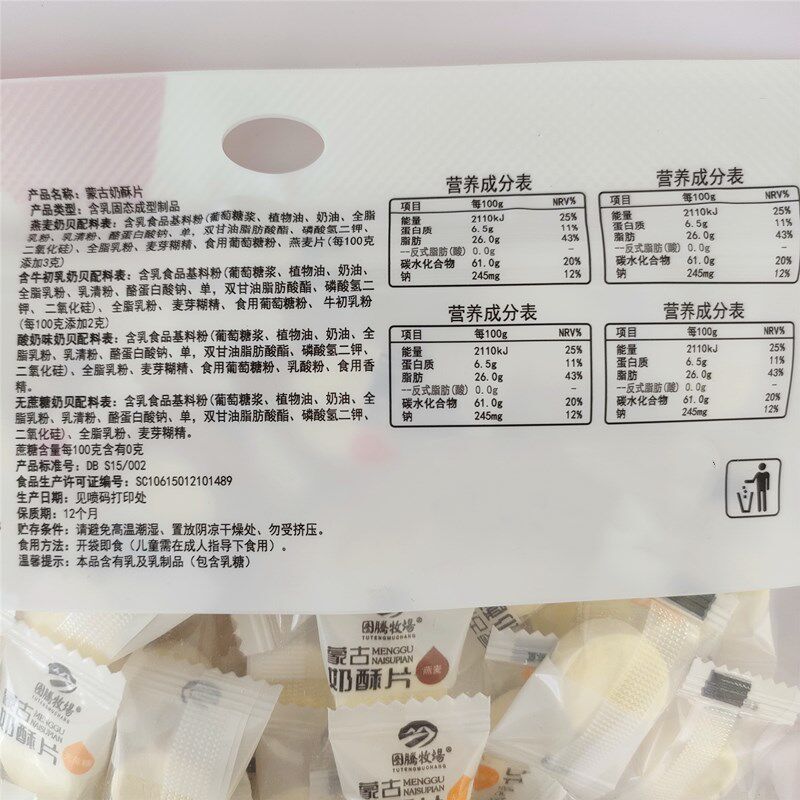 产品名称：蒙古奶酥片
产品类型：含乳固态成型制品
燕麦奶贝配料表：含乳食品基料粉(葡萄糖浆、植物油、奶油、全脂
乳粉、乳清粉、酪蛋白酸钠、单，双甘油脂肪酸酯、磷酸氢二钾、
二氧化硅)、全脂乳粉、麦芽糊精、食用葡萄糖粉、燕麦片(每100克
添加3克)
含牛初乳奶贝配料表：含乳食品基料粉(葡萄糖浆、植物油、奶油、
全脂乳粉、乳清粉、酪蛋白酸钠、单，双甘油脂肪酸酯、磷酸氢二
钾、二氧化硅)、全脂乳粉、麦芽糊精、食用葡萄糖粉、牛初乳粉
(每100克添加2克)
酸奶味奶贝配料表：含乳食品基料粉(葡萄糖浆、植物油、奶油、全
脂乳粉、乳清粉、酪蛋白酸钠、单，双甘油脂肪酸酯、磷酸氢二钾、
二氧化硅)、全脂乳粉、麦芽糊精、食用葡萄糖粉、乳酸粉、食用香
精。
无蔗糖奶贝配料表：含乳食品基料粉(葡萄糖浆、植物油、奶油、全
脂乳粉、乳清粉、酪蛋白酸钠、单，双甘油脂肪酸酯、磷酸氢二钾、
二氧化硅)、全脂乳粉、麦芽糊精。
蔗糖含量每100克含有0克
产品标准号：DB S15/002
食品生产许可证编号：SC10615012101489
生产日期：见喷码打印处
保质期：12个月
贮存条件：请避免高温潮湿、置放阴凉干燥处、勿受挤压。
食用方法：开袋即食(儿童需在成人指导下食用)。
温馨提示：本品含有乳及乳制品(包含乳糖)
营养成分表
项目 每100g NRV%
能量 2110kJ 25%
蛋白质 6.5g 11%
脂肪 26.0g 43%
--反式脂肪(酸) 0.0g –
碳水化合物 61.0g 20%
钠 245mg 12%
营养成分表
项目 每100g NRV%
能量 2110kJ 25%
蛋白质 6.5g 11%
脂肪 26.0g 43%
--反式脂肪(酸) 0.0g –
碳水化合物 61.0g 20%
钠 245mg 12%
营养成分表
项目 每100g NRV%
能量 2110kJ 25%
蛋白质 6.5g 11%
脂肪 26.0g 43%
--反式脂肪(酸) 0.0g –
碳水化合物 61.0g 20%
钠 245mg 12%
营养成分表
项目 每100g NRV%
能量 2110kJ 25%
蛋白质 6.5g 11%
脂肪 26.0g 43%
--反式脂肪(酸) 0.0g –
碳水化合物 61.0g 20%
钠 245mg 12%
图腾牧場®
TUTENGMUCHANG
蒙古 MENGGU
NAISUPIAN
奶酥片 燕麦
图腾牧場®
TUTENGMUCHANG
蒙古 MENGGU
NAISUPIAN
图腾牧場®
MENGGU
NAISUPIAN
奶酥片